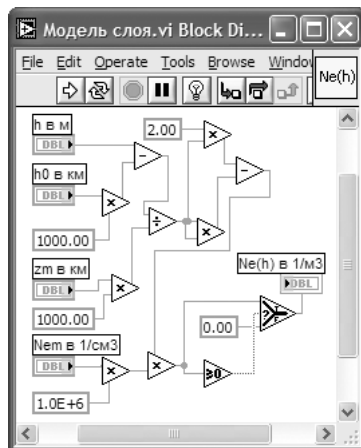 Модель слоя.vi Block Di...
File Edit Operate Tools Browse Window
Ne(h)
h в м
DBL
2.00
h0 в км
DBL
1000.00
zm в км
DBL
Ne(h) в 1/м3
DBL
1000.00
0.00
Nem в 1/см3
DBL
1.0E+6